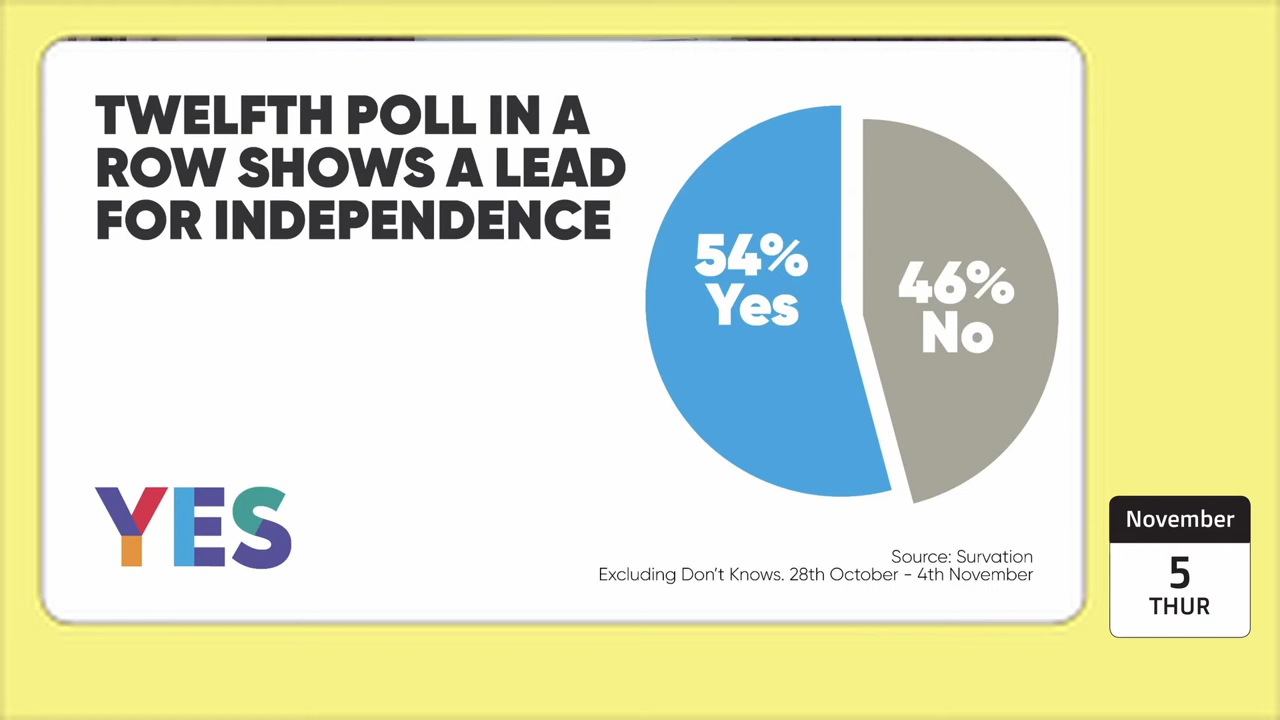 TWELFTH POLL IN A
ROW SHOWS A LEAD
FOR INDEPENDENCE
54%
Yes
46%
No
YES
Source: Survation
Excluding Don't Knows. 28th October - 4th November
November
5
THUR